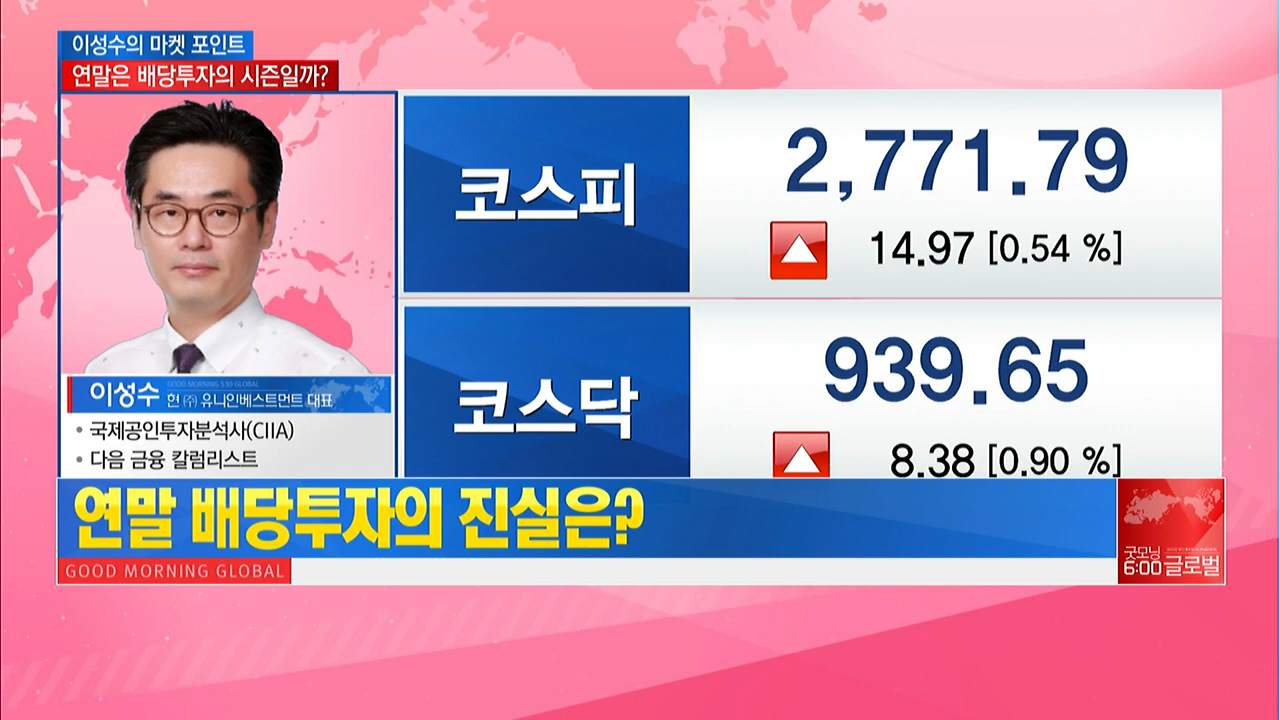 이성수의 마켓 포인트
연말은 배당투자의 시즌일까?
코스피
2,771.79
14.97 [0.54 %]
코스닥
939.65
8.38 [0.90 %]
GOOD MORNING 530 GLOBAL
이성수 현 ㈜ 유니인베스트먼트 대표
• 국제공인투자분석사(CIIA)
• 다음 금융 칼럼리스트
연말 배당투자의 진실은?
GOOD MORNING GLOBAL
굿모닝
6:00 글로벌